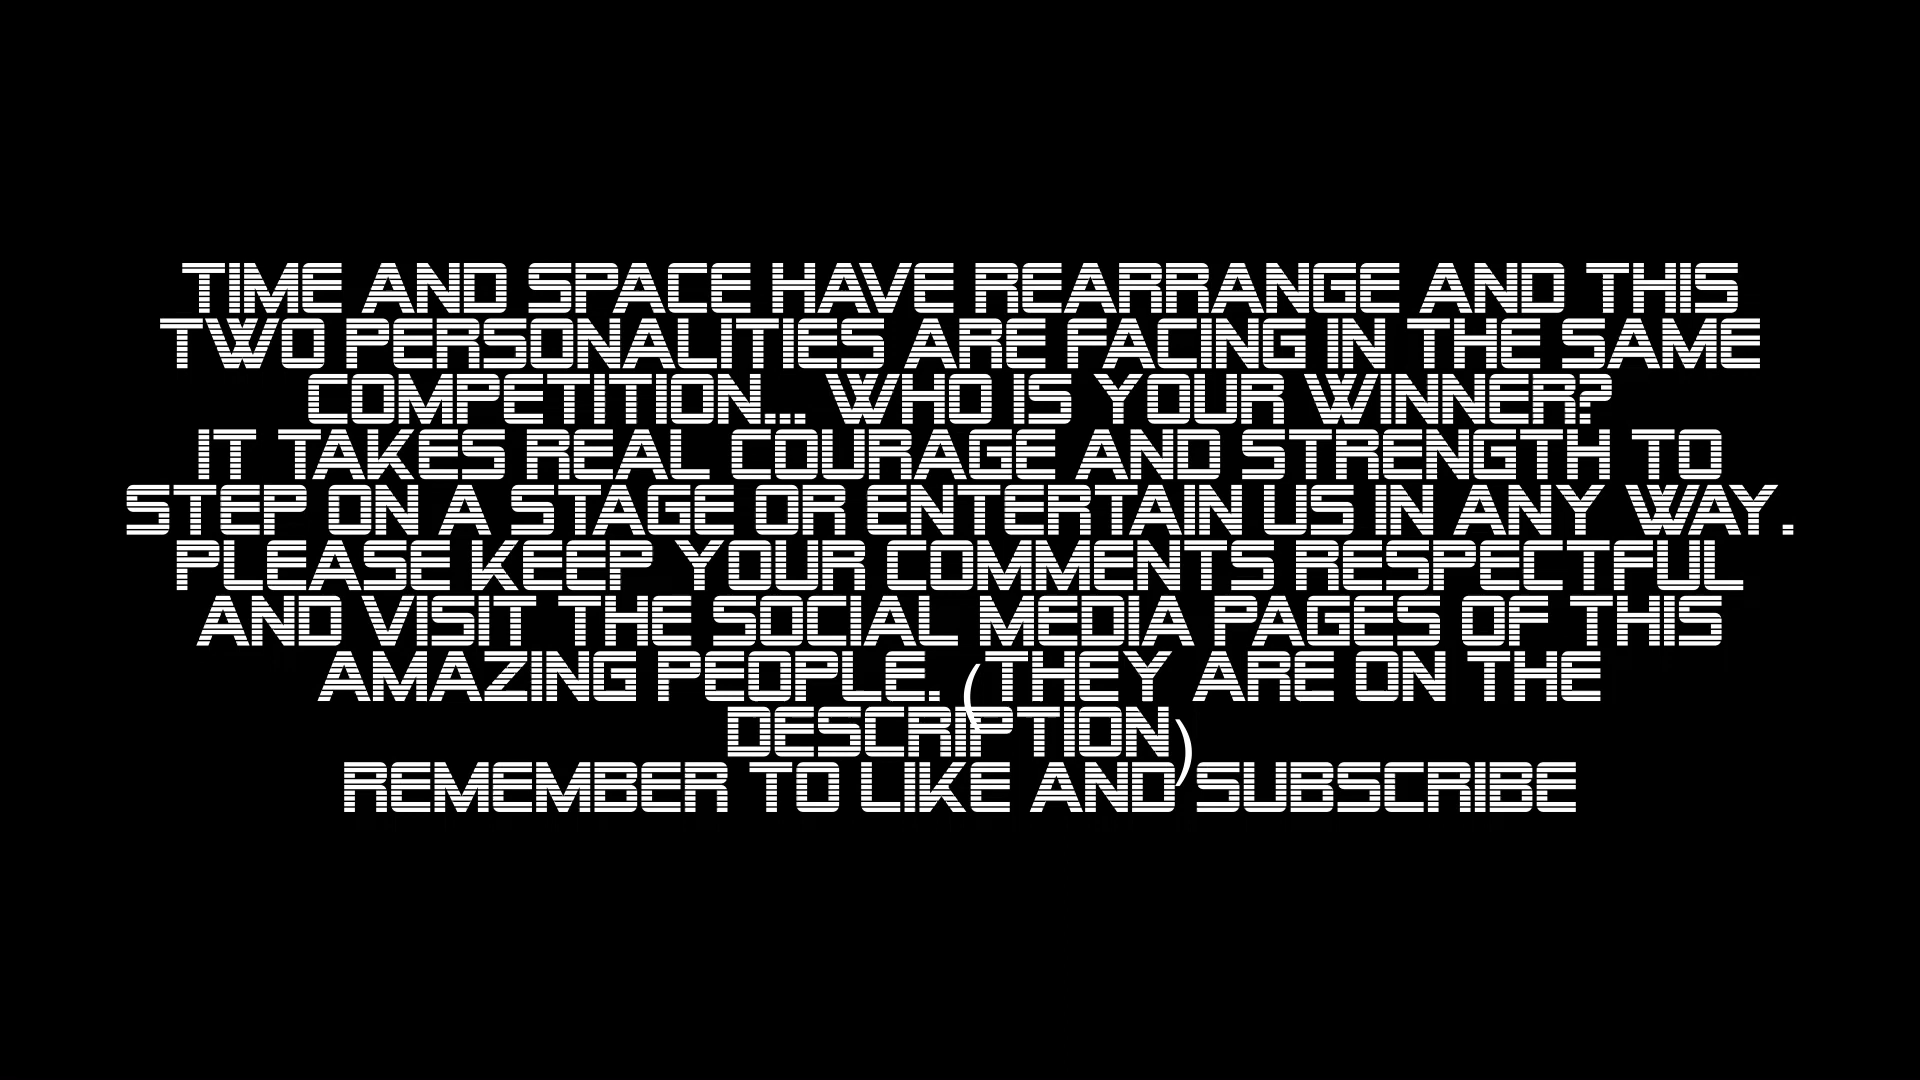 TIME AND SPACE HAVE REARRANGE AND THIS
TWO PERSONALITIES ARE FACING IN THE SAME
COMPETITION... WHO IS YOUR WINNER?
IT TAKES REAL COURAGE AND STRENGTH TO
STEP ON A STAGE OR ENTERTAIN US IN ANY WAY.
PLEASE KEEP YOUR COMMENTS RESPECTFUL
AND VISIT THE SOCIAL MEDIA PAGES OF THIS
AMAZING PEOPLE. (THEY ARE ON THE
DESCRIPTION)
REMEMBER TO LIKE AND SUBSCRIBE